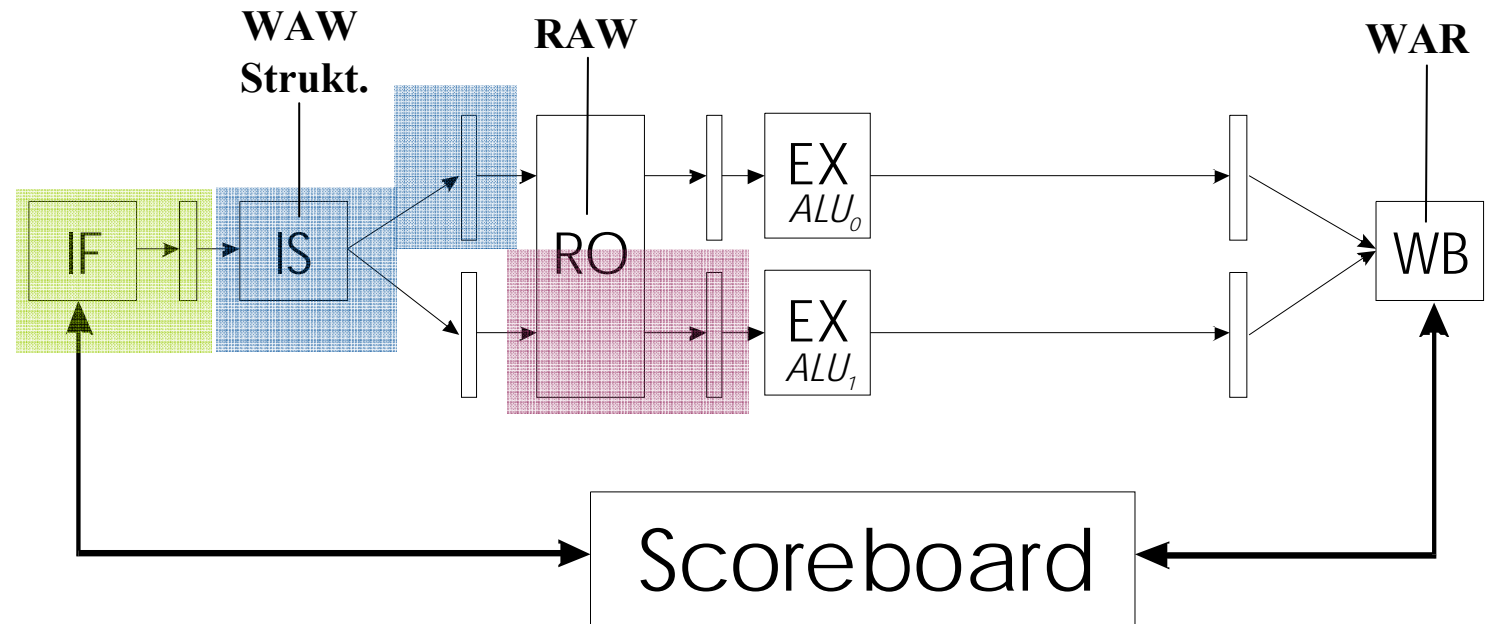 WAW
Strukt.
RAW
WAR
IF
IS
RO
EX
ALU₀
EX
ALU₁
WB
Scoreboard